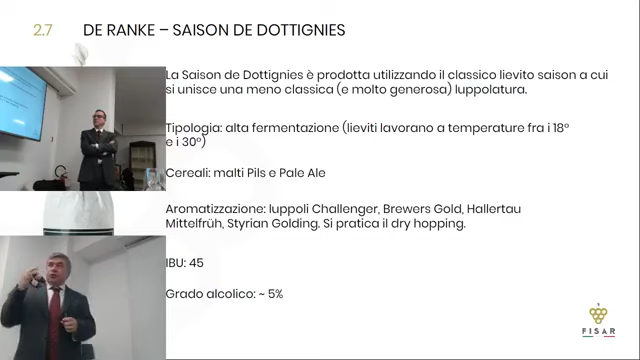 2.7 DE RANKE – SAISON DE DOTTIGNIES
La Saison de Dottignies è prodotta utilizzando il classico lievito saison a cui
si unisce una meno classica (e molto generosa) luppolatura.
Tipologia: alta fermentazione (lieviti lavorano a temperature fra i 18°
e i 30°)
Cereali: malti Pils e Pale Ale
Aromatizzazione: luppoli Challenger, Brewers Gold, Hallertau
Mittelfrüh, Styrian Golding. Si pratica il dry hopping.
IBU: 45
Grado alcolico: ~ 5%
FISAR